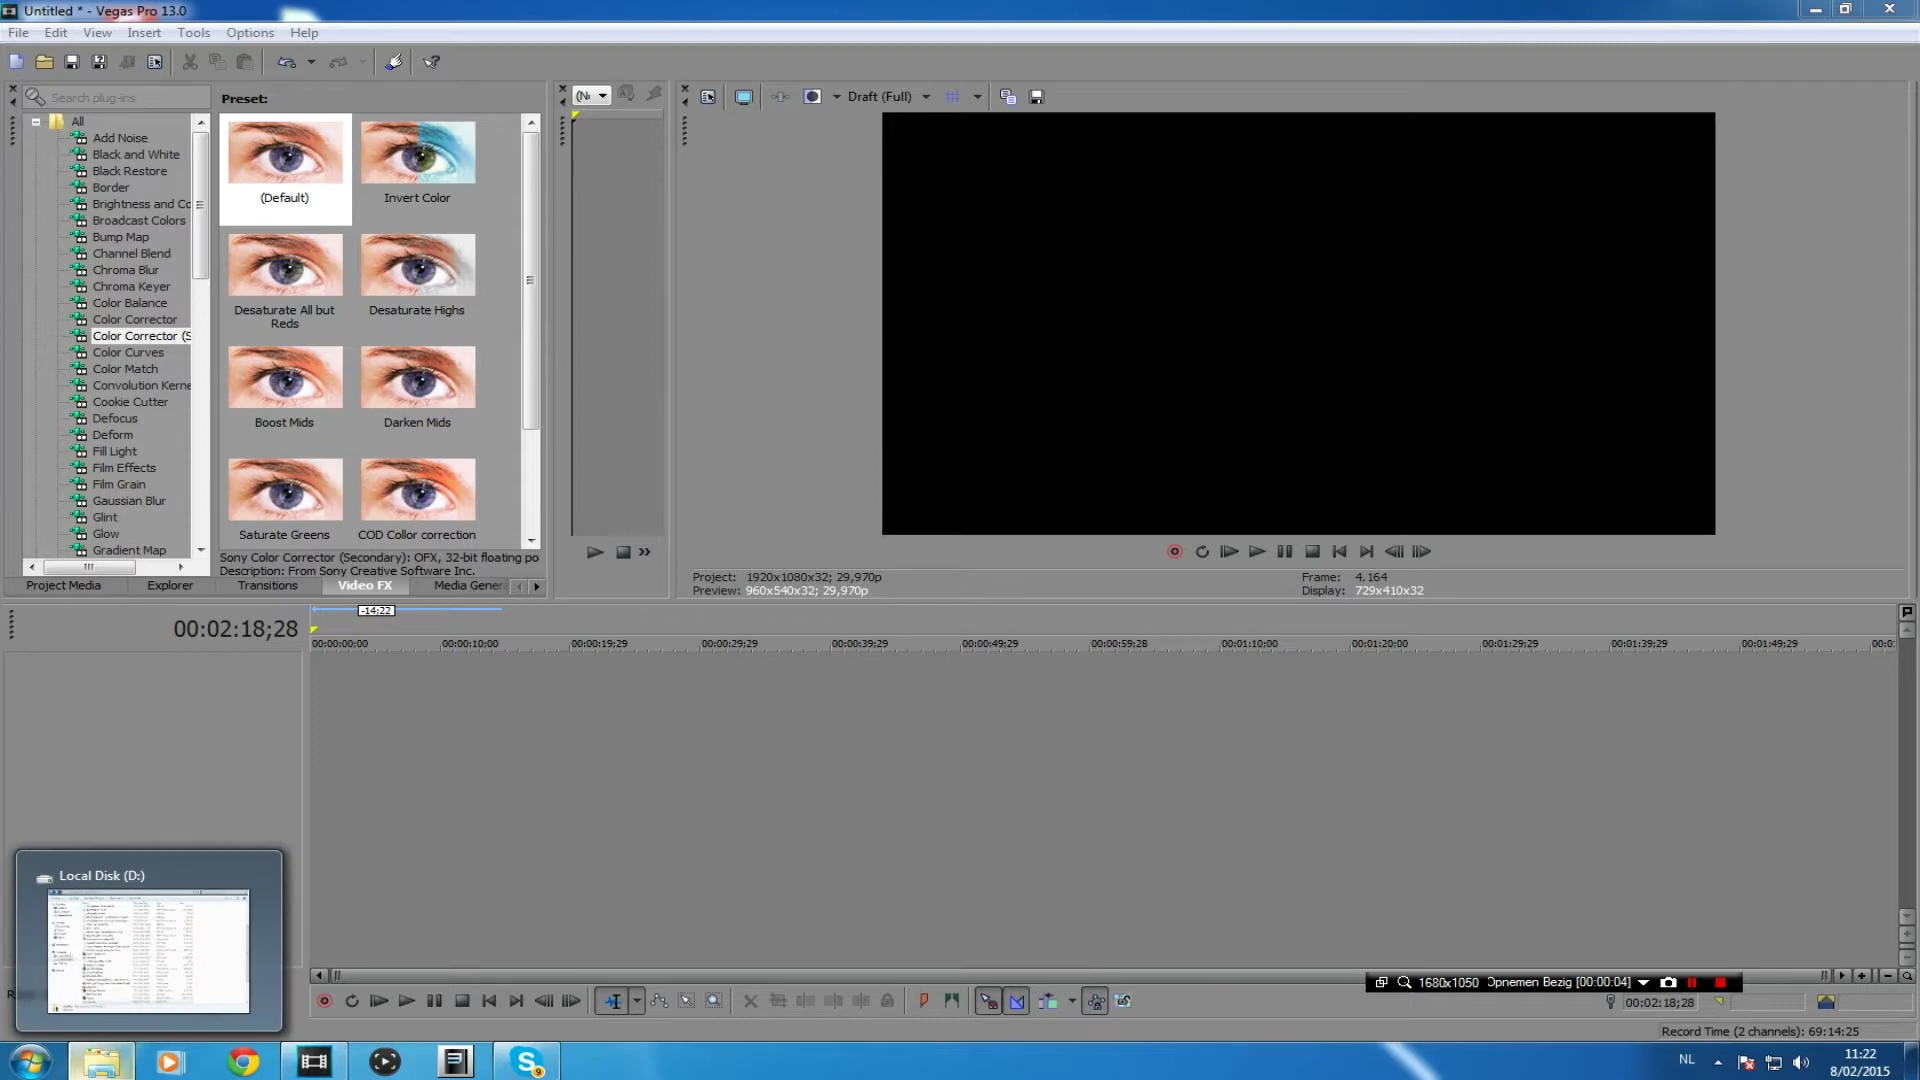 Untitled * - Vegas Pro 13.0
File Edit View Insert Tools Options Help
Search plug-ins
Preset:
Draft (Full)
All
Add Noise
Black and White
Black Restore
Border
Brightness and Co
Broadcast Colors
Bump Map
Channel Blend
Chroma Blur
Chroma Keyer
Color Balance
Color Corrector
Color Corrector (S
Color Curves
Color Match
Convolution Kerne
Cookie Cutter
Defocus
Deform
Fill Light
Film Effects
Film Grain
Gaussian Blur
Glint
Glow
Gradient Map
(Default)
Invert Color
Desaturate All but Reds
Desaturate Highs
Boost Mids
Darken Mids
Saturate Greens
COD Collor correction
Sony Color Corrector (Secondary): OFX, 32-bit floating po
Description: From Sony Creative Software Inc.
Project Media Explorer Transitions Video FX Media Gener
Project: 1920x1080x32; 29,970p
Preview: 960x540x32; 29,970p
Frame: 4.164
Display: 729x410x32
-14;22
00:02:18;28
00:00:00;00 00:00:10;00 00:00:19;29 00:00:29;29 00:00:39;29 00:00:49;29 00:00:59;28 00:01:10;00 00:01:20;00 00:01:29;29 00:01:39;29 00:01:49;29 00:0
Local Disk (D:)
1680x1050 Opnemen Bezig [00:00:04]
00:02:18;28
Record Time (2 channels): 69:14:25
NL
11:22
8/02/2015